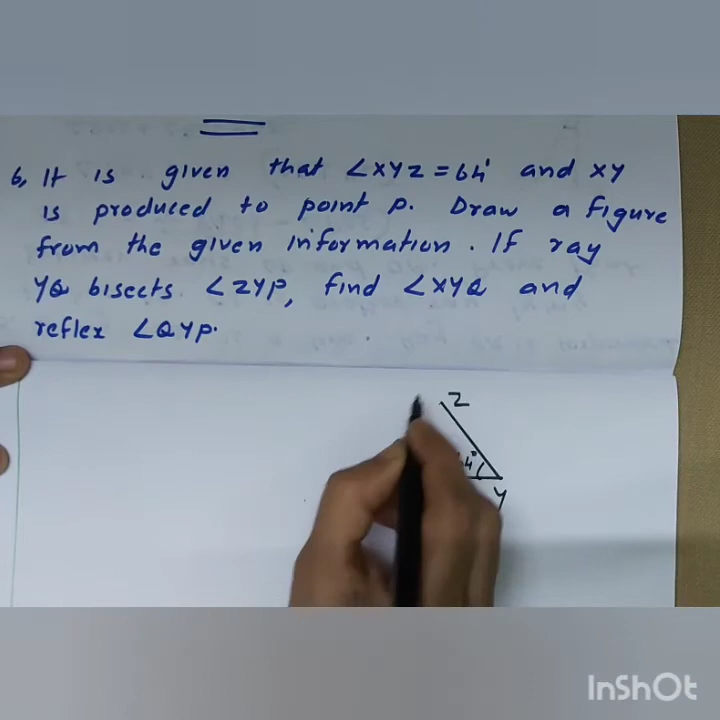 6, It is given that ∠XYZ = 64° and XY
is produced to point P. Draw a figure
from the given information. If ray
YQ bisects ∠ZYP, find ∠XYQ and
reflex ∠QYP.
Z
4°
Y
InShOt